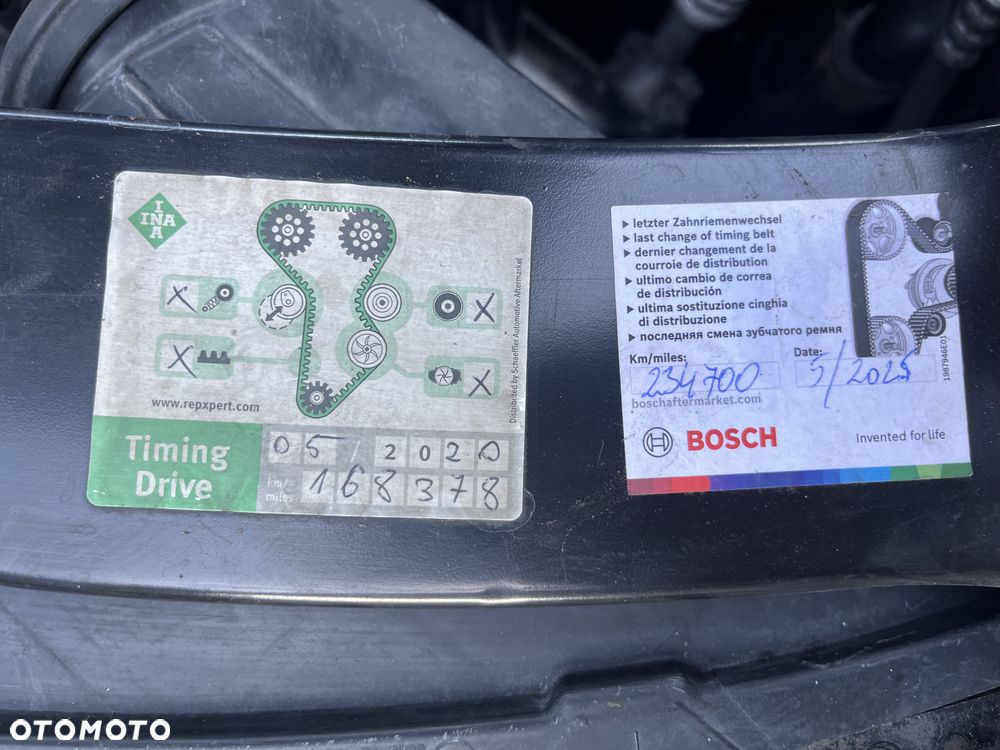 I
INA
A
www.repxpert.com
Distributed by Schaeffler Automotive Aftermarket
Timing
Drive
05 / 2020
km/
miles
168378
▸ letzter Zahnriemenwechsel
▸ last change of timing belt
▸ dernier changement de la
courroie de distribution
▸ ultimo cambio de correa
de distribución
▸ ultima sostituzione cinghia
di distribuzione
▸ последняя смена зубчатого ремня
Km/miles:
Date:
234700
5/2025
boschaftermarket.com
1987946E01
BOSCH
Invented for life
OTOMOTO